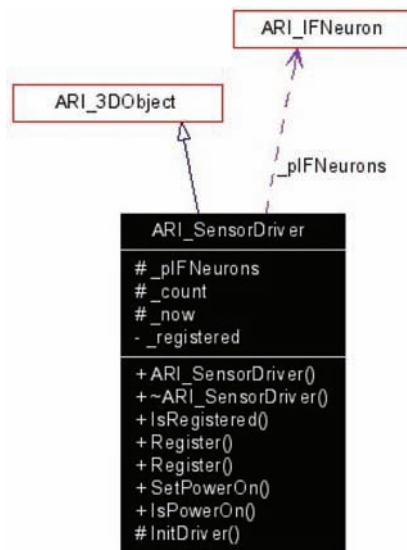 ARI_IFNeuron
ARI_3DObject
_pIFNeurons
ARI_SensorDriver
# _pIFNeurons
# _count
# _now
- _registered
+ ARI_SensorDriver()
+ ~ARI_SensorDriver()
+ IsRegistered()
+ Register()
+ Register()
+ SetPowerOn()
+ IsPowerOn()
# InitDriver()